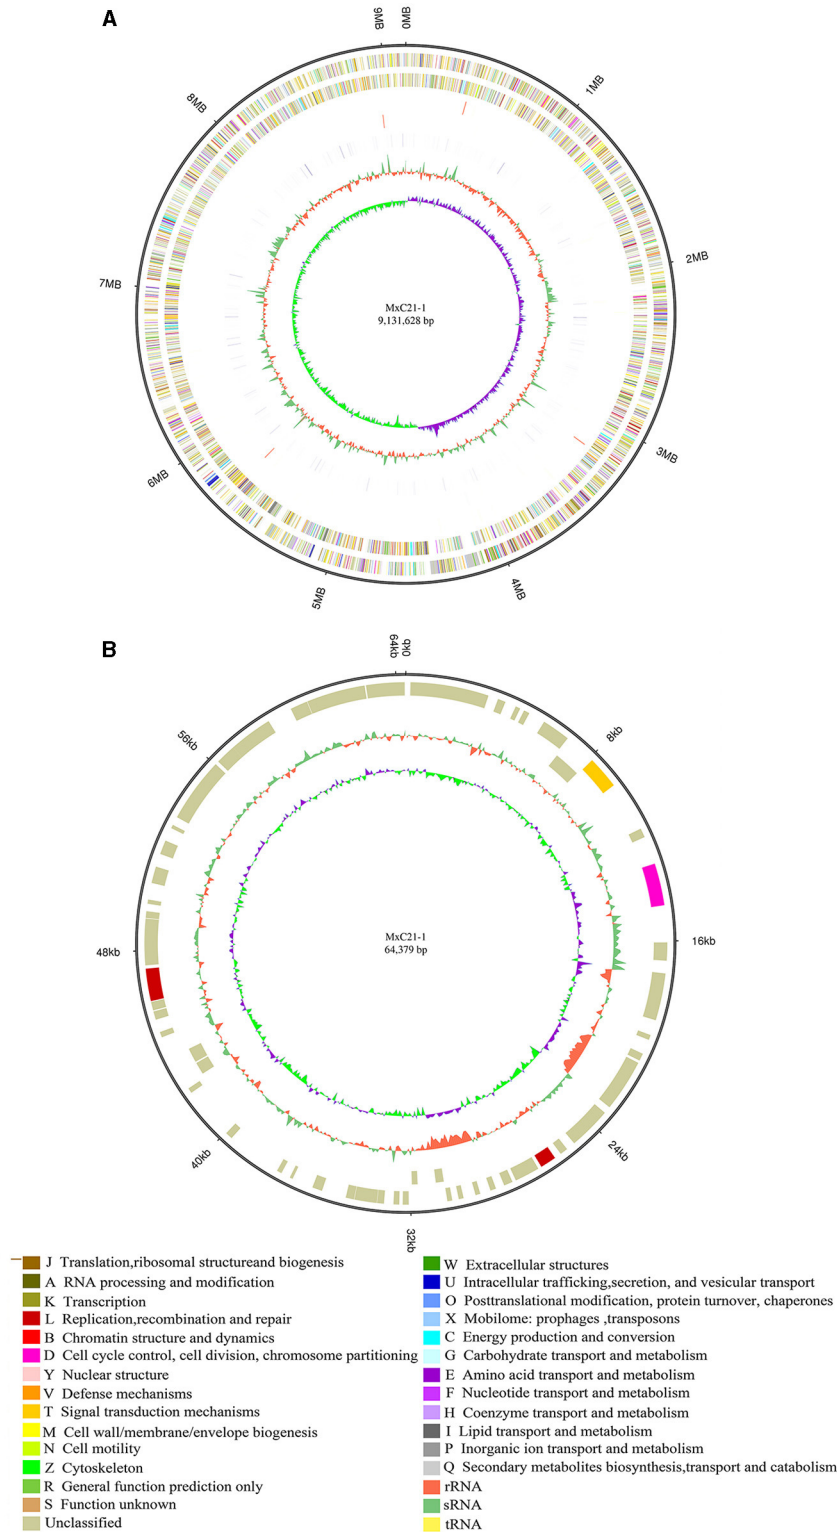 A
9MB
0MB
1MB
8MB
2MB
7MB
MxC21-1
9,131,628 bp
3MB
6MB
4MB
5MB
B
64kb
0kb
8kb
56kb
MxC21-1
64,379 bp
16kb
48kb
24kb
40kb
32kb
J Translation,ribosomal structureand biogenesis
A RNA processing and modification
K Transcription
L Replication,recombination and repair
B Chromatin structure and dynamics
D Cell cycle control, cell division, chromosome partitioning
Y Nuclear structure
V Defense mechanisms
T Signal transduction mechanisms
M Cell wall/membrane/envelope biogenesis
N Cell motility
Z Cytoskeleton
R General function prediction only
S Function unknown
Unclassified
W Extracellular structures
U Intracellular trafficking,secretion, and vesicular transport
O Posttranslational modification, protein turnover, chaperones
X Mobilome: prophages ,transposons
C Energy production and conversion
G Carbohydrate transport and metabolism
E Amino acid transport and metabolism
F Nucleotide transport and metabolism
H Coenzyme transport and metabolism
I Lipid transport and metabolism
P Inorganic ion transport and metabolism
Q Secondary metabolites biosynthesis,transport and catabolism
rRNA
sRNA
tRNA